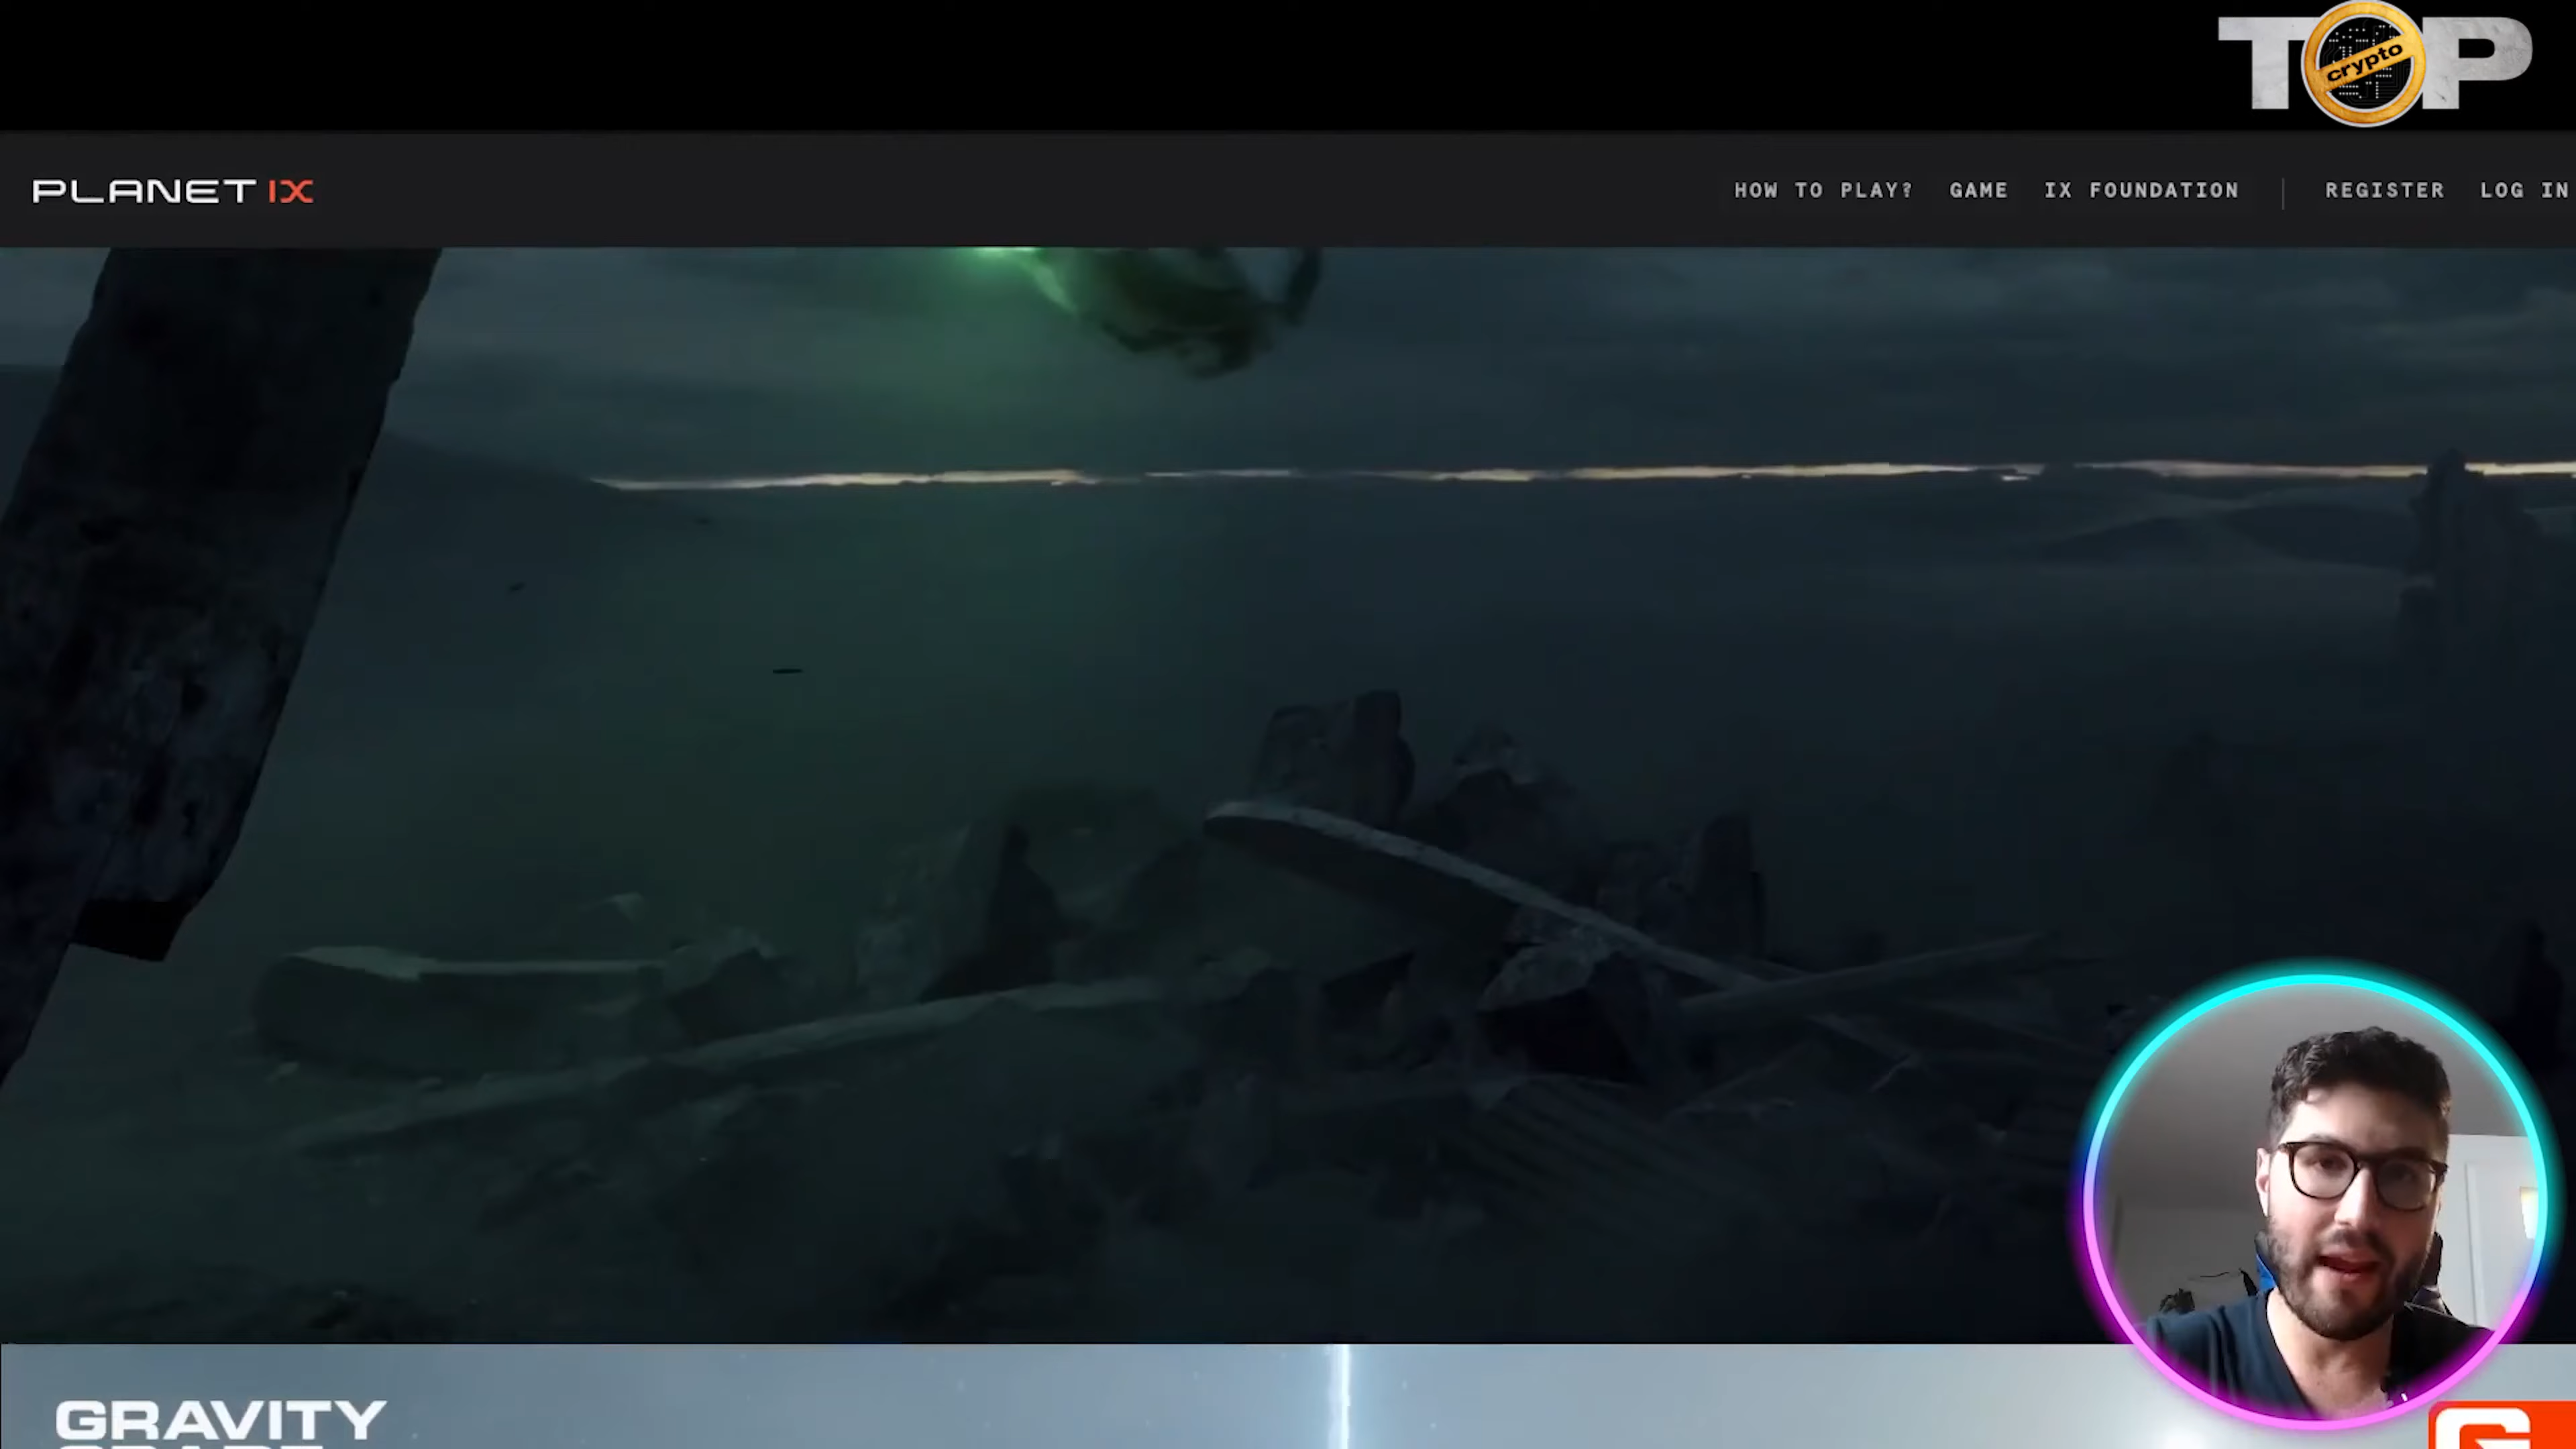 TOP
crypto
PLANET IX
HOW TO PLAY? GAME IX FOUNDATION REGISTER LOG IN
GRAVITY